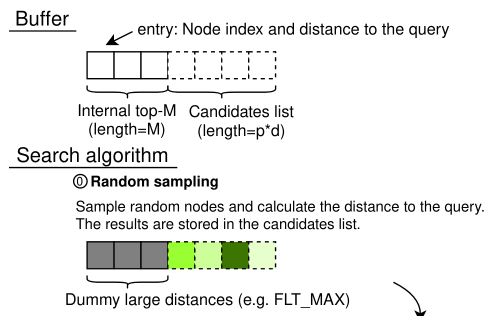 Buffer
entry: Node index and distance to the query
Internal top-M Candidates list
(length=M) (length=p*d)
Search algorithm
⓪ Random sampling
Sample random nodes and calculate the distance to the query.
The results are stored in the candidates list.
Dummy large distances (e.g. FLT_MAX)